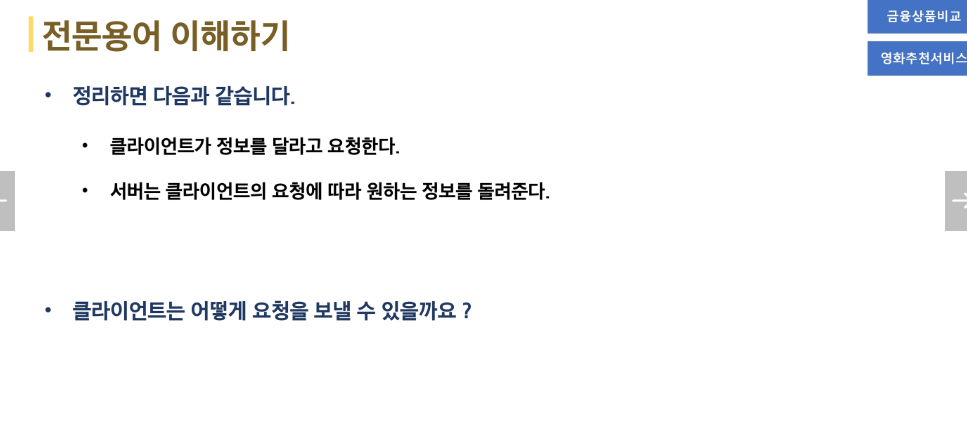 전문용어 이해하기
금융상품비교
영화추천서비스
• 정리하면 다음과 같습니다.
• 클라이언트가 정보를 달라고 요청한다.
• 서버는 클라이언트의 요청에 따라 원하는 정보를 돌려준다.
• 클라이언트는 어떻게 요청을 보낼 수 있을까요 ?